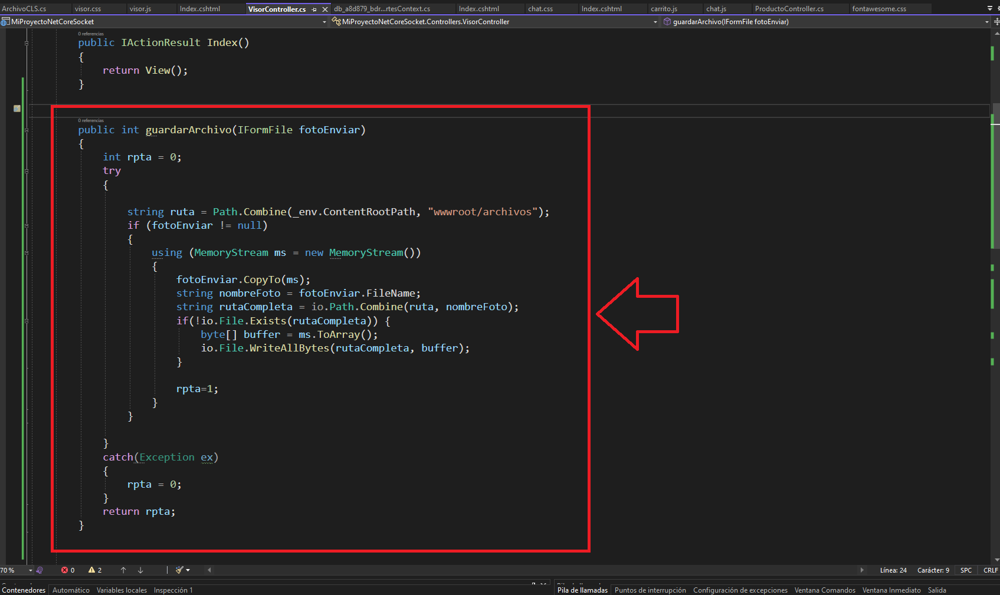 ArchivoCLS.cs visor.css visor.js Index.cshtml VisorController.cs db_a8d879_bdr...rtesContext.cs Index.cshtml chat.css Index.cshtml carrito.js chat.js ProductoController.cs fontawesome.css
MiProyectoNetCoreSocket MiProyectoNetCoreSocket.Controllers.VisorController guardarArchivo(IFormFile fotoEnviar)
0 referencias
public IActionResult Index()
{
return View();
}
0 referencias
public int guardarArchivo(IFormFile fotoEnviar)
{
int rpta = 0;
try
{
string ruta = Path.Combine(_env.ContentRootPath, "wwwroot/archivos");
if (fotoEnviar != null)
{
using (MemoryStream ms = new MemoryStream())
{
fotoEnviar.CopyTo(ms);
string nombreFoto = fotoEnviar.FileName;
string rutaCompleta = io.Path.Combine(ruta, nombreFoto);
if(!io.File.Exists(rutaCompleta)) {
byte[] buffer = ms.ToArray();
io.File.WriteAllBytes(rutaCompleta, buffer);
}
rpta=1;
}
}
}
catch(Exception ex)
{
rpta = 0;
}
return rpta;
}
70 % 0 2 Línea: 24 Carácter: 9 SPC CRLF
Contenedores Automático Variables locales Inspección 1 Pila de llamadas Puntos de interrupción Configuración de excepciones Ventana Comandos Ventana Inmediato Salida